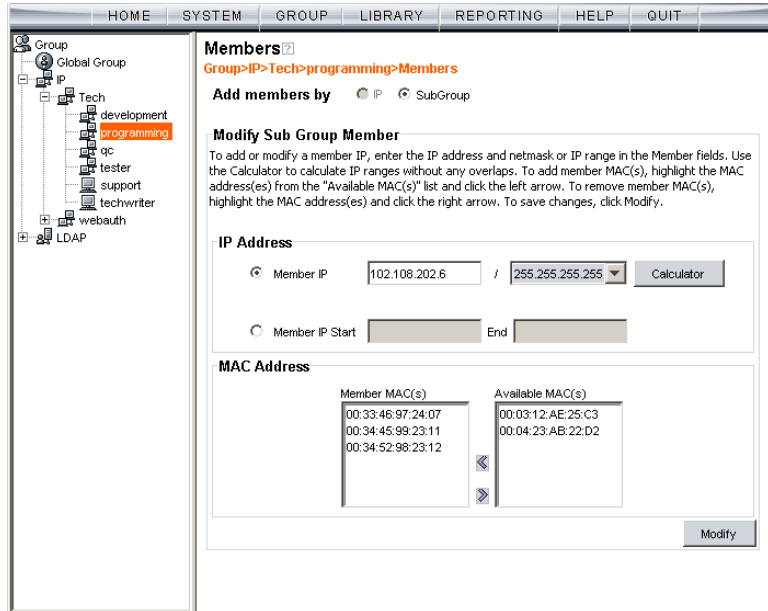 HOME SYSTEM GROUP LIBRARY REPORTING HELP QUIT
Group
Global Group
IP
Tech
development
programming
qc
tester
support
techwriter
webauth
LDAP
Members?
Group>IP>Tech>programming>Members
Add members by IP SubGroup
Modify Sub Group Member
To add or modify a member IP, enter the IP address and netmask or IP range in the Member fields. Use
the Calculator to calculate IP ranges without any overlaps. To add member MAC(s), highlight the MAC
address(es) from the "Available MAC(s)" list and click the left arrow. To remove member MAC(s),
highlight the MAC address(es) and click the right arrow. To save changes, click Modify.
IP Address
Member IP 102.108.202.6 / 255.255.255.255 Calculator
Member IP Start End
MAC Address
Member MAC(s) Available MAC(s)
00:33:46:97:24:07 00:03:12:AE:25:C3
00:34:45:99:23:11 00:04:23:AB:22:D2
00:34:52:98:23:12
Modify